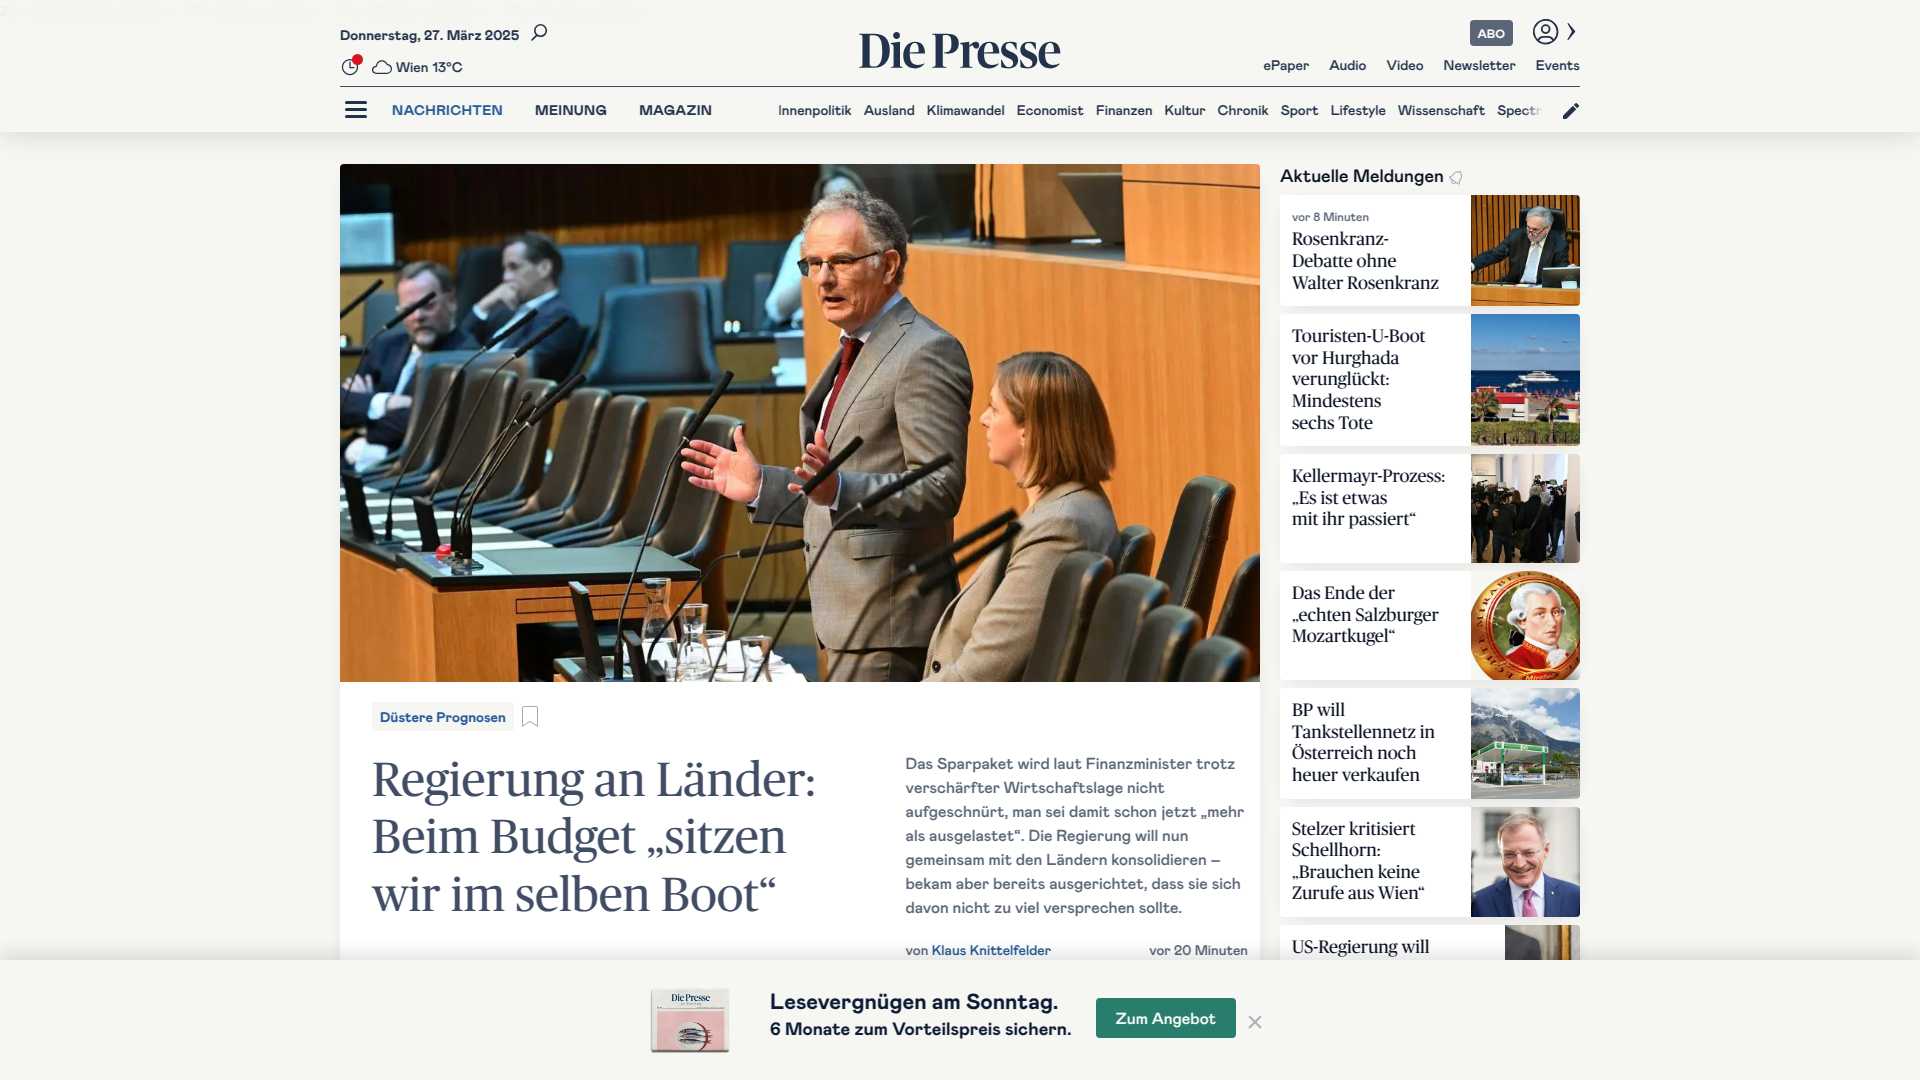 Donnerstag, 27. März 2025
Wien 13°C
Die Presse
ABO
ePaper Audio Video Newsletter Events
NACHRICHTEN MEINUNG MAGAZIN
Innenpolitik Ausland Klimawandel Economist Finanzen Kultur Chronik Sport Lifestyle Wissenschaft Spectr
Düstere Prognosen
Regierung an Länder:
Beim Budget „sitzen
wir im selben Boot“
Das Sparpaket wird laut Finanzminister trotz
verschärfter Wirtschaftslage nicht
aufgeschnürt, man sei damit schon jetzt „mehr
als ausgelastet“. Die Regierung will nun
gemeinsam mit den Ländern konsolidieren –
bekam aber bereits ausgerichtet, dass sie sich
davon nicht zu viel versprechen sollte.
von Klaus Knittelfelder
vor 20 Minuten
Aktuelle Meldungen
vor 8 Minuten
Rosenkranz-
Debatte ohne
Walter Rosenkranz
Touristen-U-Boot
vor Hurghada
verunglückt:
Mindestens
sechs Tote
Kellermayr-Prozess:
„Es ist etwas
mit ihr passiert“
Das Ende der
„echten Salzburger
Mozartkugel“
BP will
Tankstellennetz in
Österreich noch
heuer verkaufen
Stelzer kritisiert
Schellhorn:
„Brauchen keine
Zurufe aus Wien“
US-Regierung will
Die Presse
Lesevergnügen am Sonntag.
6 Monate zum Vorteilspreis sichern.
Zum Angebot